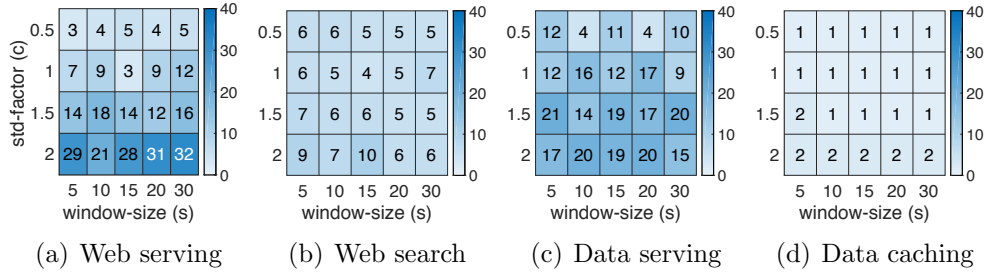 std-factor (c)
0.5 3 4 5 4 5
1 7 9 3 9 12
1.5 14 18 14 12 16
2 29 21 28 31 32
5 10 15 20 30
window-size (s)
40
30
20
10
0
(a) Web serving
0.5 6 6 5 5 5
1 6 5 4 5 7
1.5 7 6 6 5 5
2 9 7 10 6 6
5 10 15 20 30
window-size (s)
40
30
20
10
0
(b) Web search
0.5 12 4 11 4 10
1 12 16 12 17 9
1.5 21 14 19 17 20
2 17 20 19 20 15
5 10 15 20 30
window-size (s)
40
30
20
10
0
(c) Data serving
0.5 1 1 1 1 1
1 1 1 1 1 1
1.5 2 1 1 1 1
2 2 2 2 2 2
5 10 15 20 30
window-size (s)
40
30
20
10
0
(d) Data caching